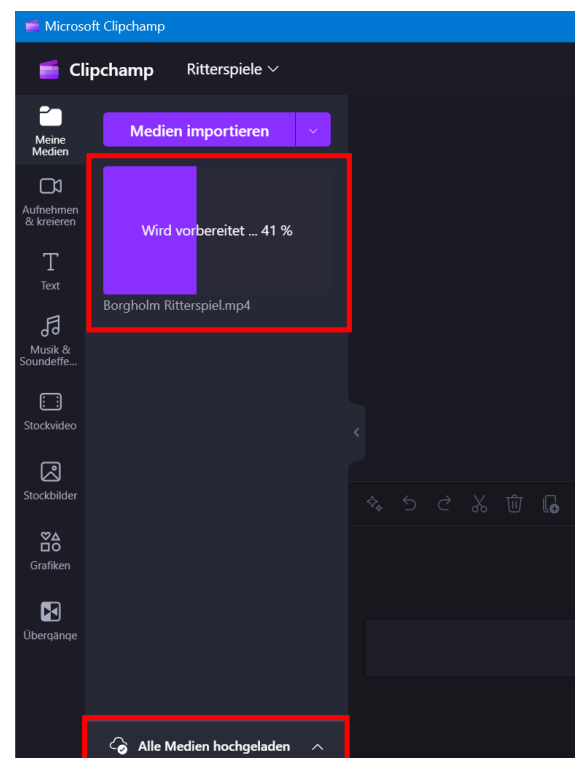 Microsoft Clipchamp
Clipchamp
Ritterspiele
Meine
Medien
Medien importieren
Aufnehmen
& kreieren
Wird vorbereitet ... 41 %
Text
Borgholm Ritterspiel.mp4
Musik &
Soundeffe...
Stockvideo
Stockbilder
Grafiken
Übergänge
Alle Medien hochgeladen